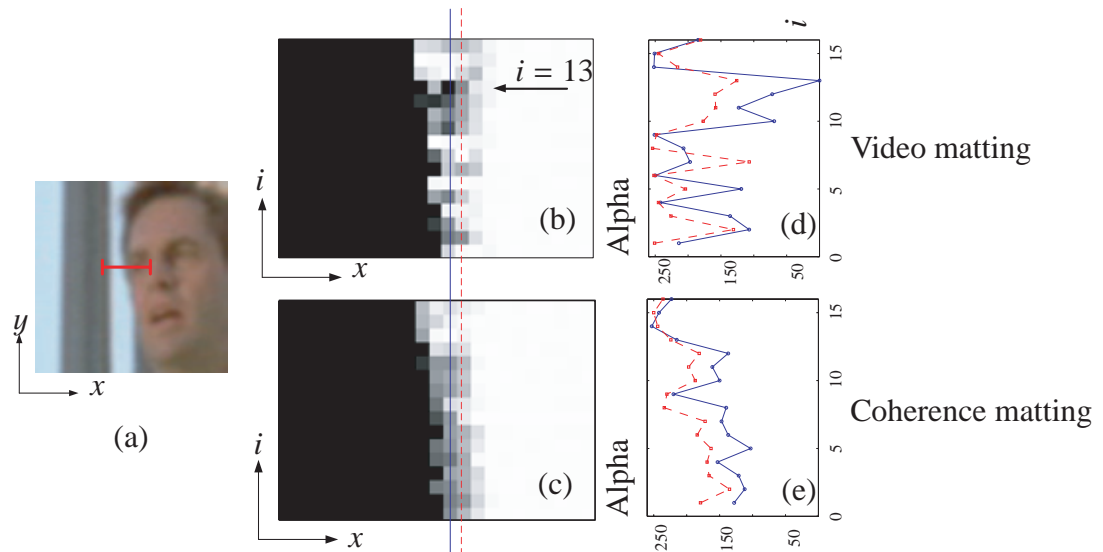 y
x
(a)
i
x
(b)
i = 13
i
x
(c)
Alpha
250
150
50
0
5
10
15
i
(d)
Video matting
Alpha
250
150
50
0
5
10
15
(e)
Coherence matting